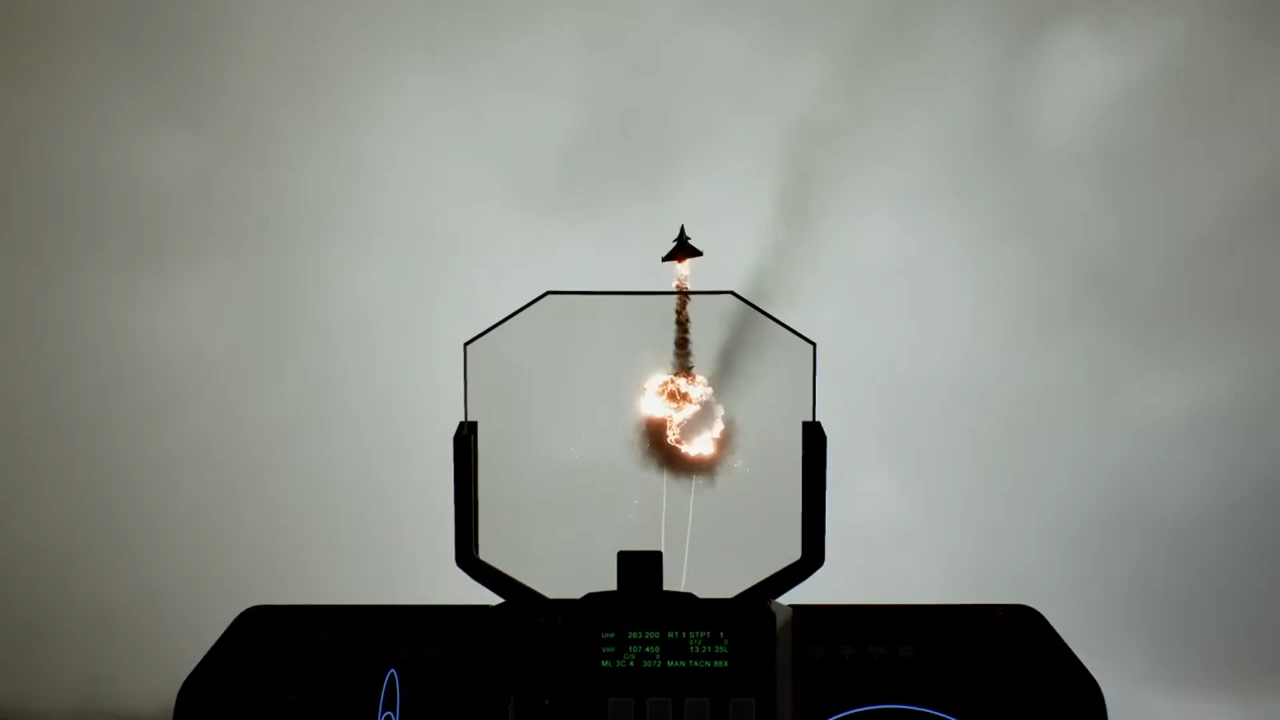 UHF 263 200 RT 1 STPT 1
VHF 107 450 13 21 35L
C/S
ML 3C 4 3072 MAN TACN 88X